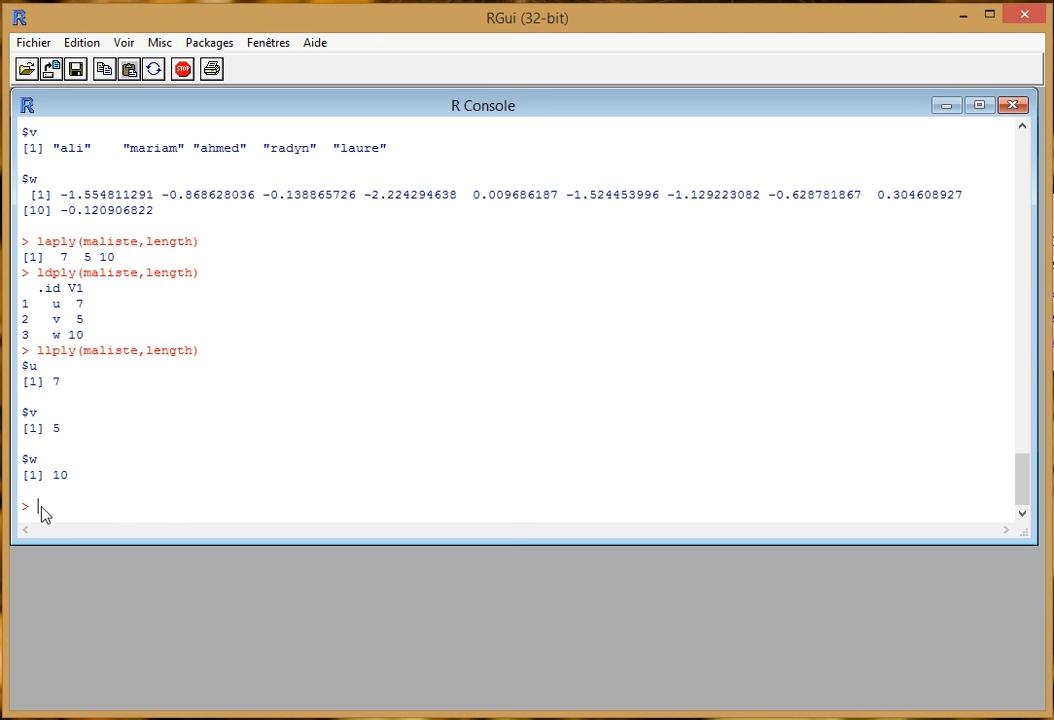 RGui (32-bit)
Fichier Edition Voir Misc Packages Fenêtres Aide
STOP
R Console
$v
[1] "ali"    "mariam" "ahmed"  "radyn"  "laure"
$w
 [1] -1.554811291 -0.868628036 -0.138865726 -2.224294638  0.009686187 -1.524453996 -1.129223082 -0.628781867  0.304608927
[10] -0.120906822
> laply(maliste,length)
[1]  7  5 10
> ldply(maliste,length)
  .id V1
1   u  7
2   v  5
3   w 10
> llply(maliste,length)
$u
[1] 7
$v
[1] 5
$w
[1] 10
>